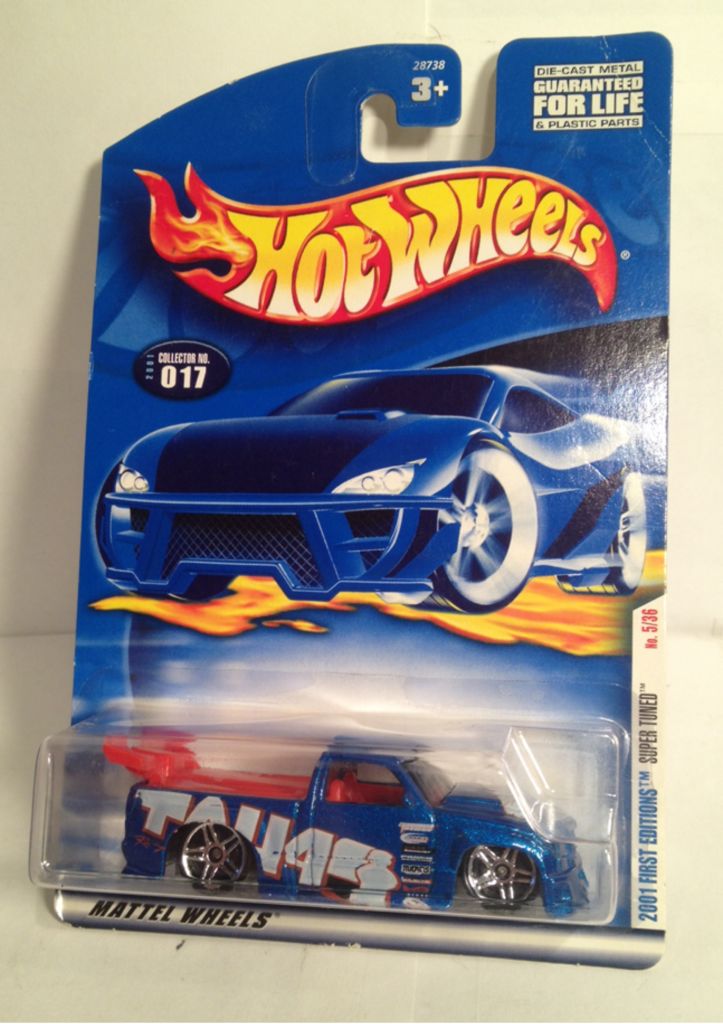 28738
3+
DIE-CAST METAL
GUARANTEED
FOR LIFE
& PLASTIC PARTS
HOT WHEELS®
2001
COLLECTOR NO.
017
No. 5/36
2001 FIRST EDITIONS™ SUPER TUNED™
MATTEL WHEELS